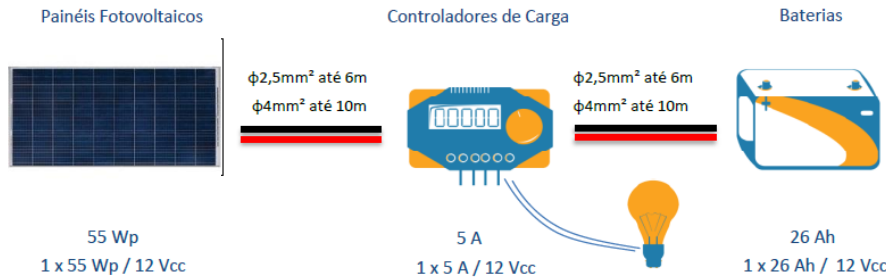 Painéis Fotovoltaicos
Controladores de Carga
Baterias
ϕ2,5mm² até 6m
ϕ4mm² até 10m
ϕ2,5mm² até 6m
ϕ4mm² até 10m
00000
55 Wp
1 x 55 Wp / 12 Vcc
5 A
1 x 5 A / 12 Vcc
26 Ah
1 x 26 Ah / 12 Vcc